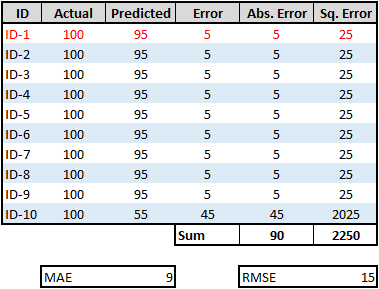 ID Actual Predicted Error Abs. Error Sq. Error
ID-1 100 95 5 5 25
ID-2 100 95 5 5 25
ID-3 100 95 5 5 25
ID-4 100 95 5 5 25
ID-5 100 95 5 5 25
ID-6 100 95 5 5 25
ID-7 100 95 5 5 25
ID-8 100 95 5 5 25
ID-9 100 95 5 5 25
ID-10 100 55 45 45 2025
Sum 90 2250
MAE 9 RMSE 15